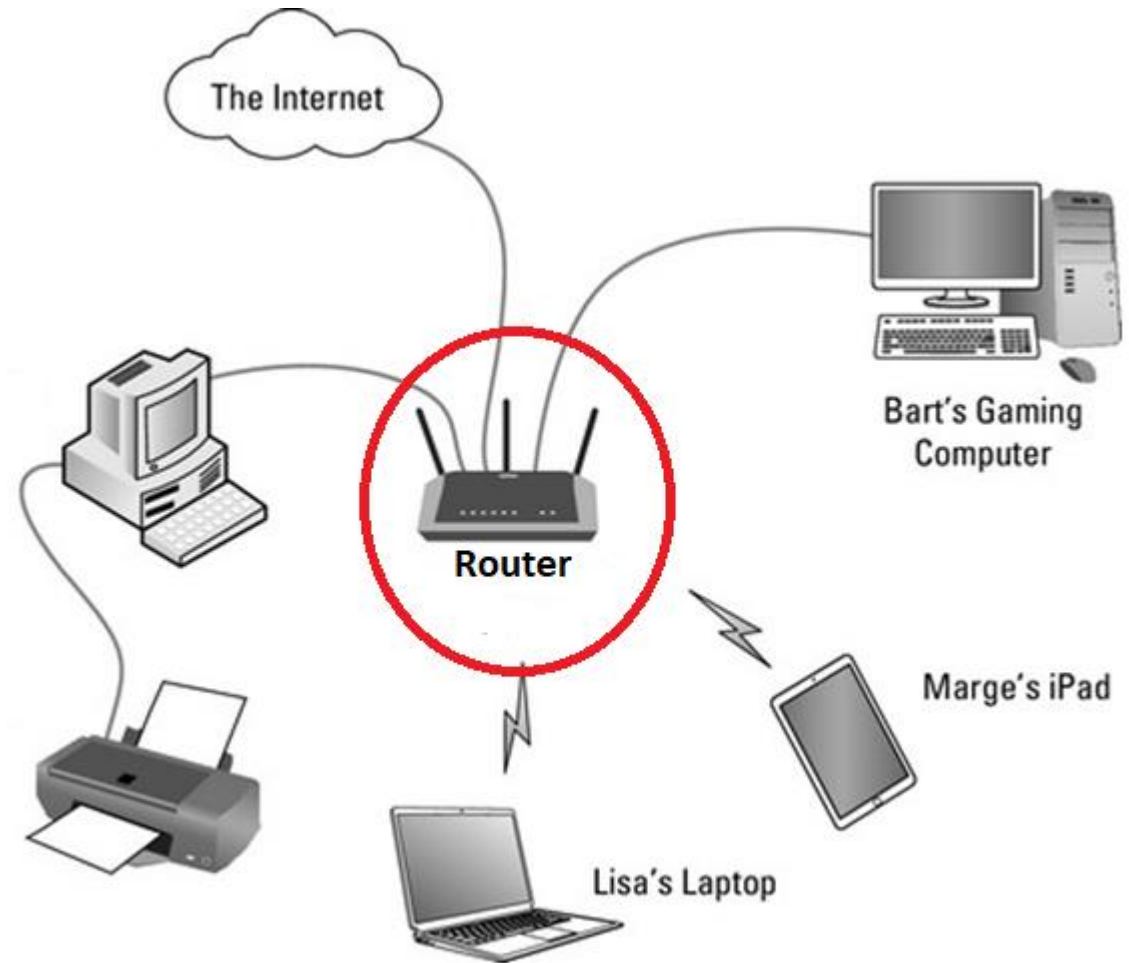 The Internet
Bart's Gaming
Computer
Router
Marge's iPad
Lisa's Laptop